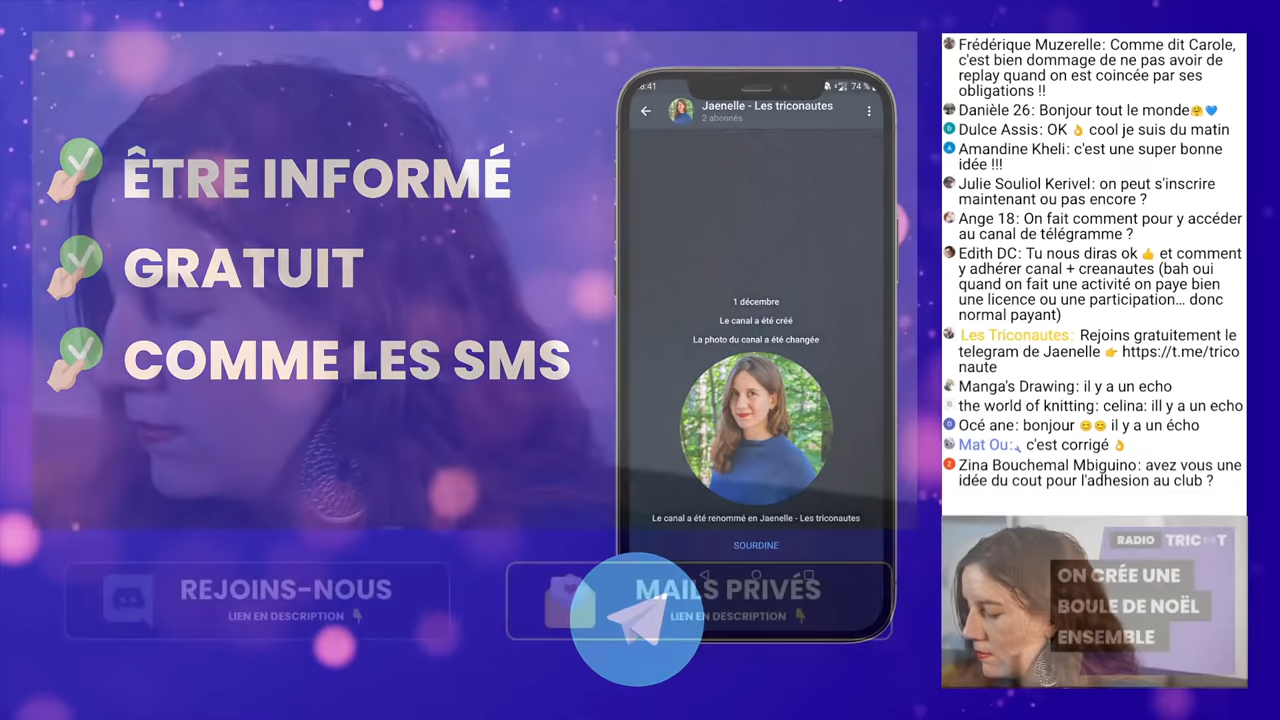 ÊTRE INFORMÉ
GRATUIT
COMME LES SMS
REJOINS-NOUS
LIEN EN DESCRIPTION
MAILS PRIVÉS
LIEN EN DESCRIPTION
8:41
74 %
Jaenelle - Les triconautes
2 abonnés
1 décembre
Le canal a été créé
La photo du canal a été changée
Le canal a été renommé en Jaenelle - Les triconautes
SOURDINE
Frédérique Muzerelle: Comme dit Carole,
c'est bien dommage de ne pas avoir de
replay quand on est coincée par ses
obligations !!
Danièle 26: Bonjour tout le monde🤗💙
Dulce Assis: OK 👌 cool je suis du matin
Amandine Kheli: c'est une super bonne
idée !!!
Julie Souliol Kerivel: on peut s'inscrire
maintenant ou pas encore ?
Ange 18: On fait comment pour y accéder
au canal de télégramme ?
Edith DC: Tu nous diras ok 👍 et comment
y adhérer canal + creanautes (bah oui
quand on fait une activité on paye bien
une licence ou une participation… donc
normal payant)
Les Triconautes: Rejoins gratuitement le
telegram de Jaenelle 👉 https://t.me/trico
naute
Manga's Drawing: il y a un echo
the world of knitting: celina: ill y a un echo
Océ ane: bonjour 😊😊 il y a un écho
Mat Ou: c'est corrigé 👌
Zina Bouchemal Mbiguino: avez vous une
idée du cout pour l'adhesion au club ?
RADIO TRICOT
ON CRÉE UNE
BOULE DE NOËL
ENSEMBLE